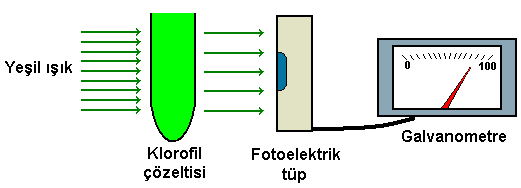 Yeşil ışık
0
100
Klorofil
çözeltisi
Fotoelektrik
tüp
Galvanometre